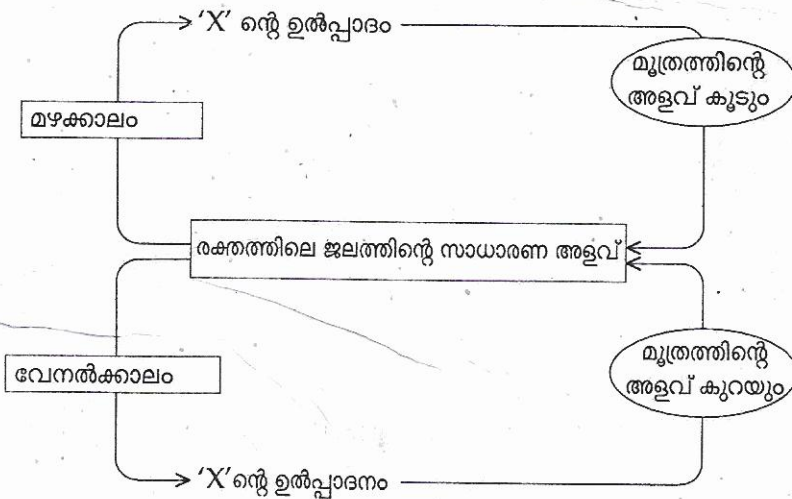 'X' ന്റെ ഉൽപ്പാദം
മൂത്രത്തിന്റെ
അളവ് കൂടും
മഴക്കാലം
രക്തത്തിലെ ജലത്തിന്റെ സാധാരണ അളവ്
വേനൽക്കാലം
മൂത്രത്തിന്റെ
അളവ് കുറയും
'X'ന്റെ ഉൽപ്പാദനം